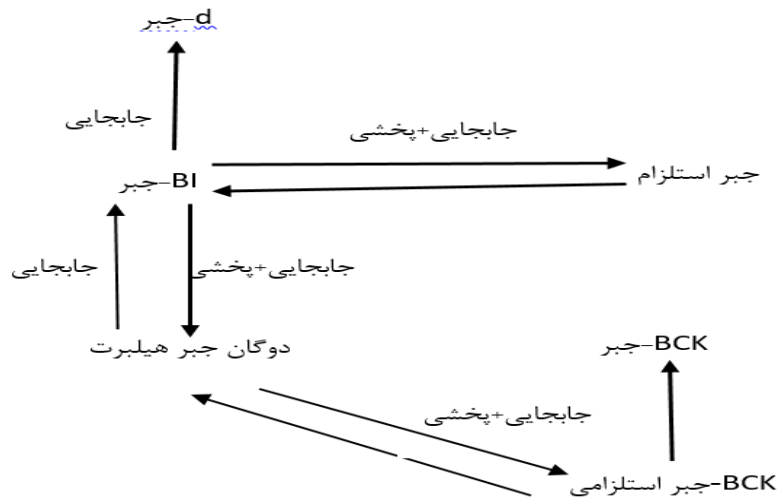 d-جبر
جابجایی
جابجایی+پخشی
جبر استلزام
BI-جبر
جابجایی
جابجایی+پخشی
دوگان جبر هیلبرت
BCK-جبر
جابجایی+پخشی
BCK-جبر استلزامی